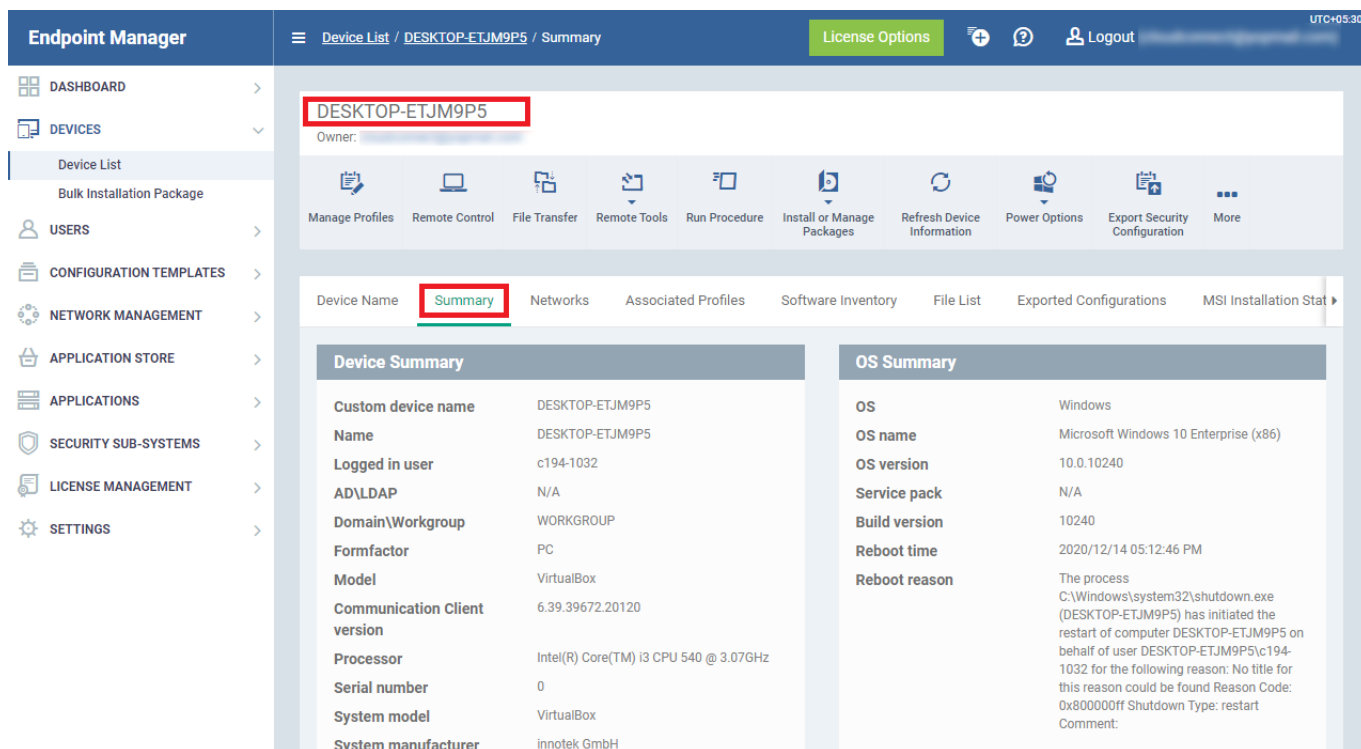 UTC+05:30
Endpoint Manager
Device List / DESKTOP-ETJM9P5 / Summary
License Options
Logout
DASHBOARD
DEVICES
Device List
Bulk Installation Package
USERS
CONFIGURATION TEMPLATES
NETWORK MANAGEMENT
APPLICATION STORE
APPLICATIONS
SECURITY SUB-SYSTEMS
LICENSE MANAGEMENT
SETTINGS
DESKTOP-ETJM9P5
Owner:
Manage Profiles
Remote Control
File Transfer
Remote Tools
Run Procedure
Install or Manage
Packages
Refresh Device
Information
Power Options
Export Security
Configuration
More
Device Name
Summary
Networks
Associated Profiles
Software Inventory
File List
Exported Configurations
MSI Installation Stat
Device Summary
Custom device name DESKTOP-ETJM9P5
Name DESKTOP-ETJM9P5
Logged in user c194-1032
AD\LDAP N/A
Domain\Workgroup WORKGROUP
Formfactor PC
Model VirtualBox
Communication Client 6.39.39672.20120
version
Processor Intel(R) Core(TM) i3 CPU 540 @ 3.07GHz
Serial number 0
System model VirtualBox
System manufacturer innotek GmbH
OS Summary
OS Windows
OS name Microsoft Windows 10 Enterprise (x86)
OS version 10.0.10240
Service pack N/A
Build version 10240
Reboot time 2020/12/14 05:12:46 PM
Reboot reason The process
C:\Windows\system32\shutdown.exe
(DESKTOP-ETJM9P5) has initiated the
restart of computer DESKTOP-ETJM9P5 on
behalf of user DESKTOP-ETJM9P5\c194-
1032 for the following reason: No title for
this reason could be found Reason Code:
0x800000ff Shutdown Type: restart
Comment: